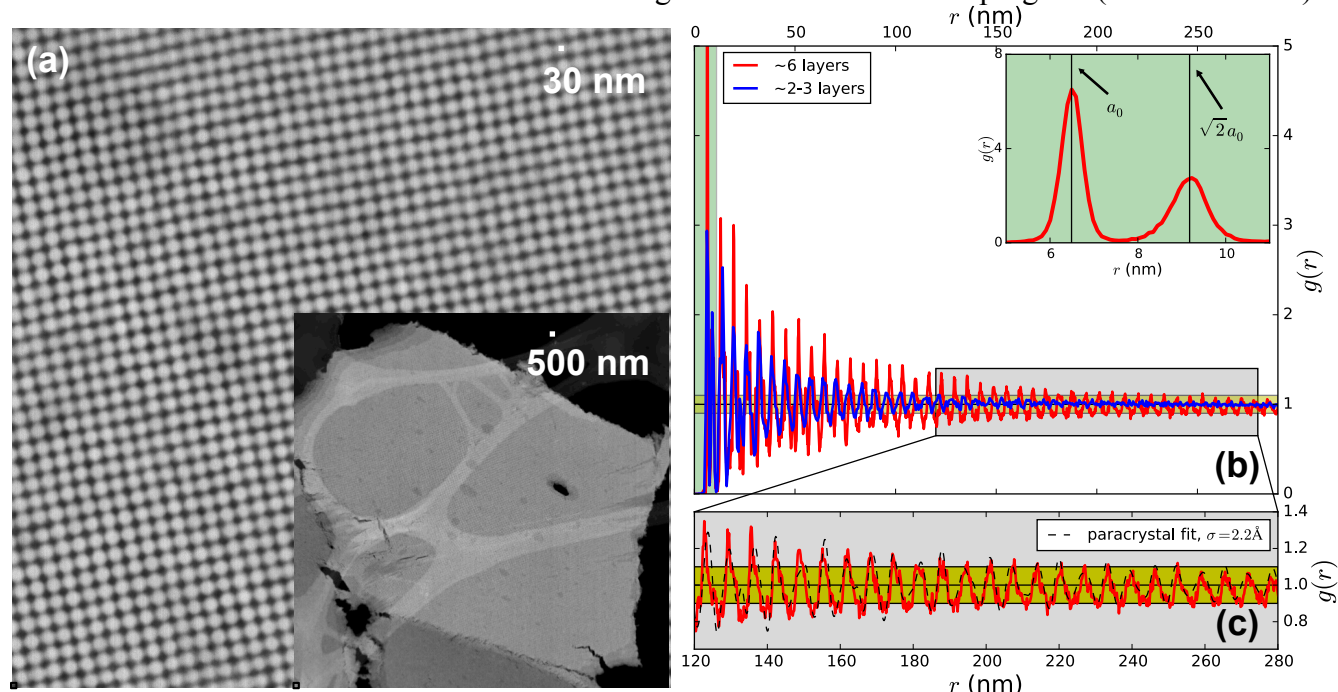 (a)
30 nm
500 nm
r (nm)
0 50 100 150 200 250
~6 layers
~2-3 layers
a₀
√2a₀
g(r)
0 4 8
6 8 10
r (nm)
g(r)
5
4
3
2
1
0
(b)
paracrystal fit, σ=2.2Å
1.4
1.2
1.0
0.8
g(r)
(c)
120 140 160 180 200 220 240 260 280
r (nm)